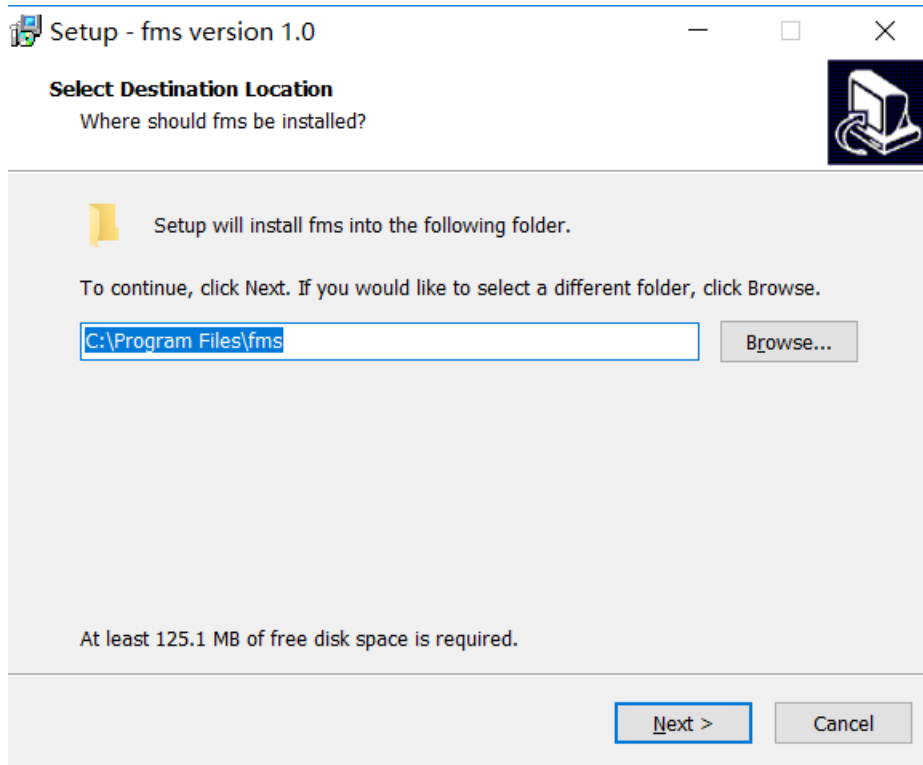 Setup - fms version 1.0
Select Destination Location
Where should fms be installed?
Setup will install fms into the following folder.
To continue, click Next. If you would like to select a different folder, click Browse.
C:\Program Files\fms
Browse...
At least 125.1 MB of free disk space is required.
Next >
Cancel